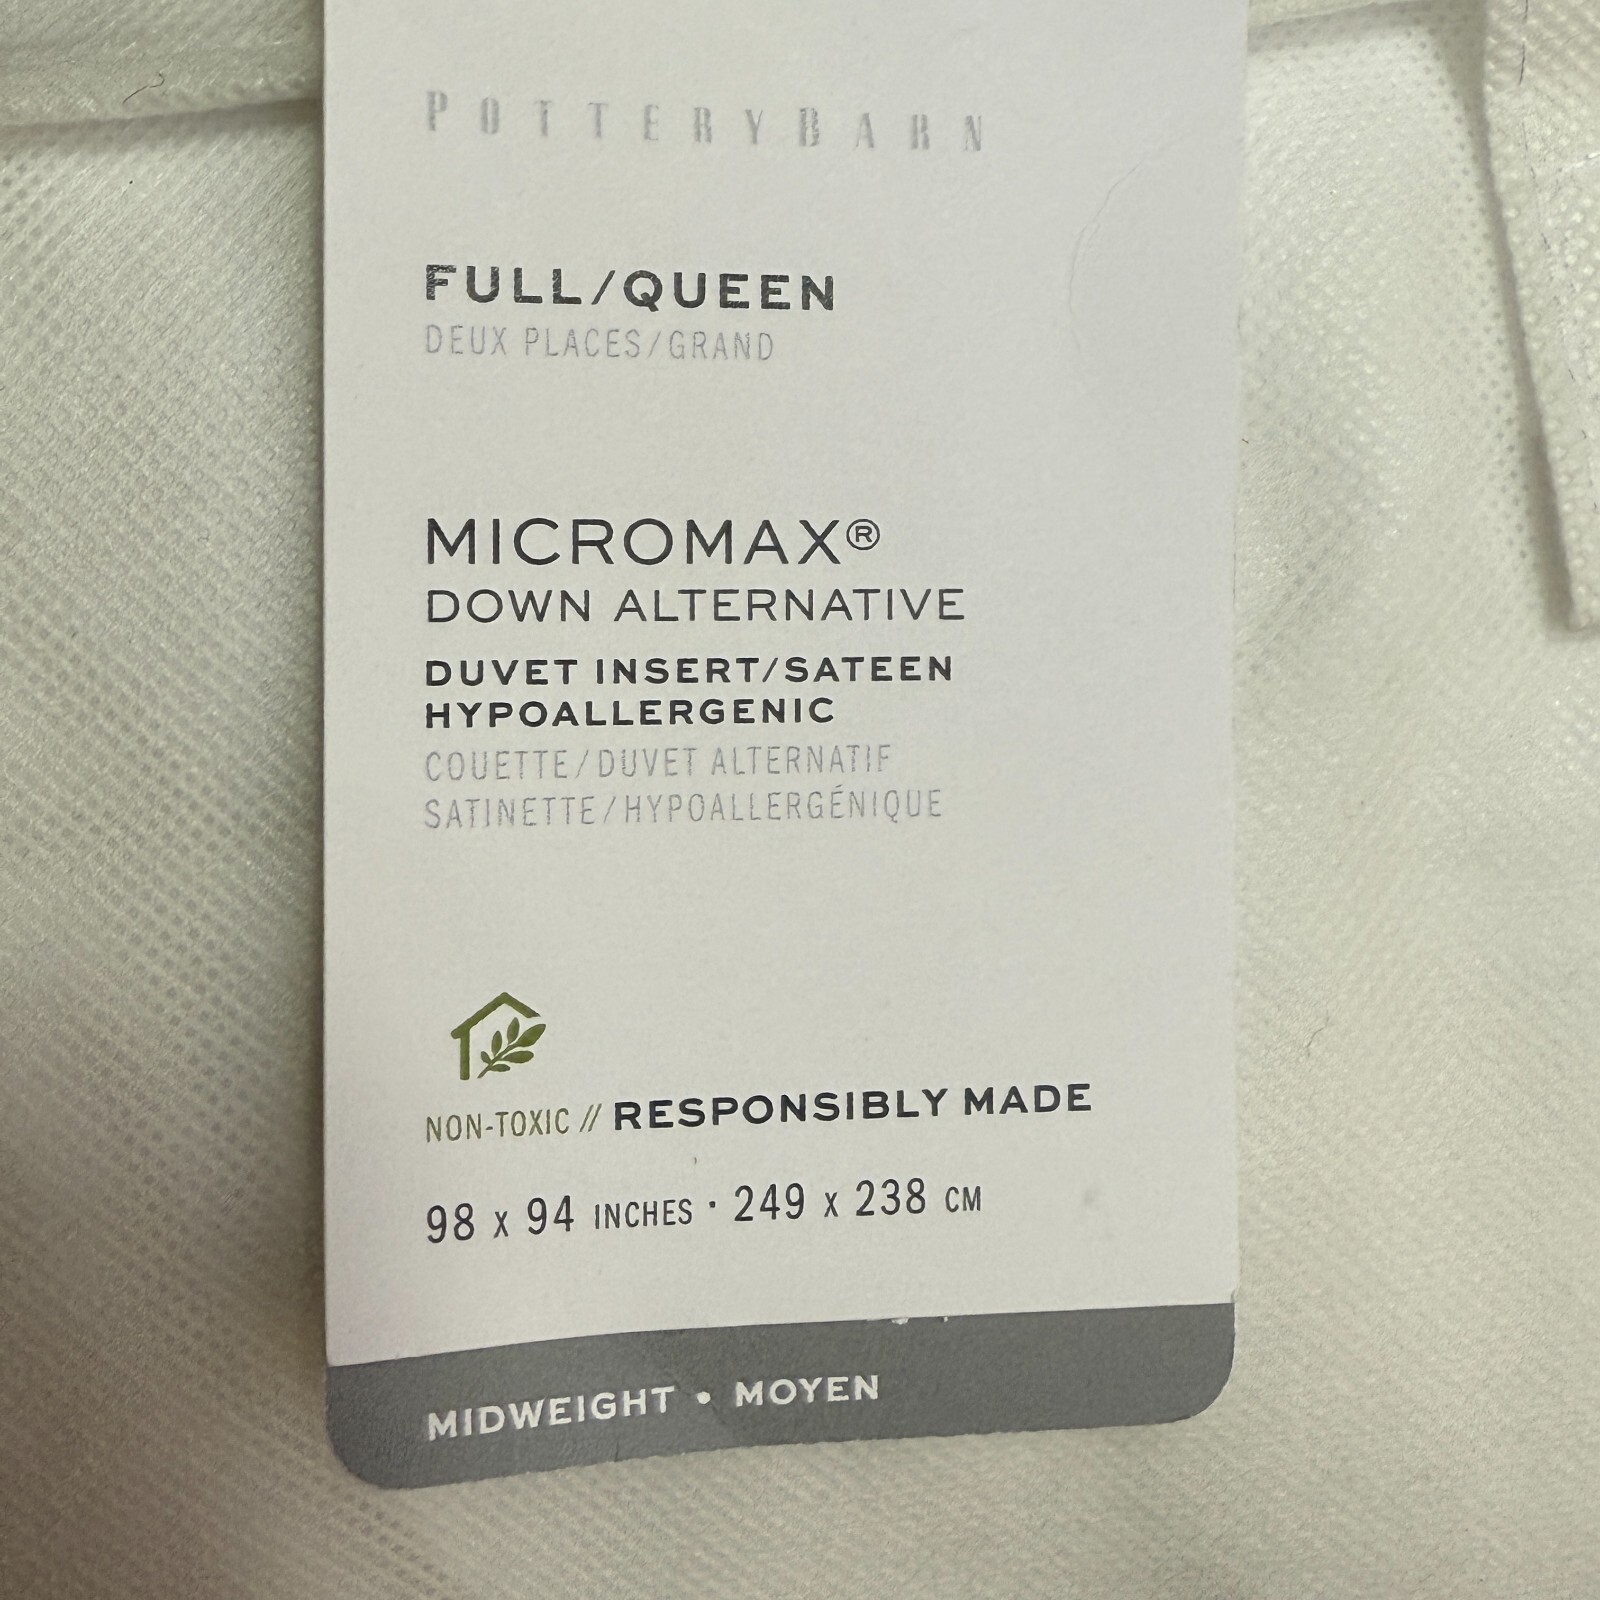 POTTERYBARN
FULL/QUEEN
DEUX PLACES/GRAND
MICROMAX®
DOWN ALTERNATIVE
DUVET INSERT/SATEEN
HYPOALLERGENIC
COUETTE/DUVET ALTERNATIF
SATINETTE/HYPOALLERGÉNIQUE
NON-TOXIC // RESPONSIBLY MADE
98 X 94 INCHES · 249 X 238 CM
MIDWEIGHT • MOYEN